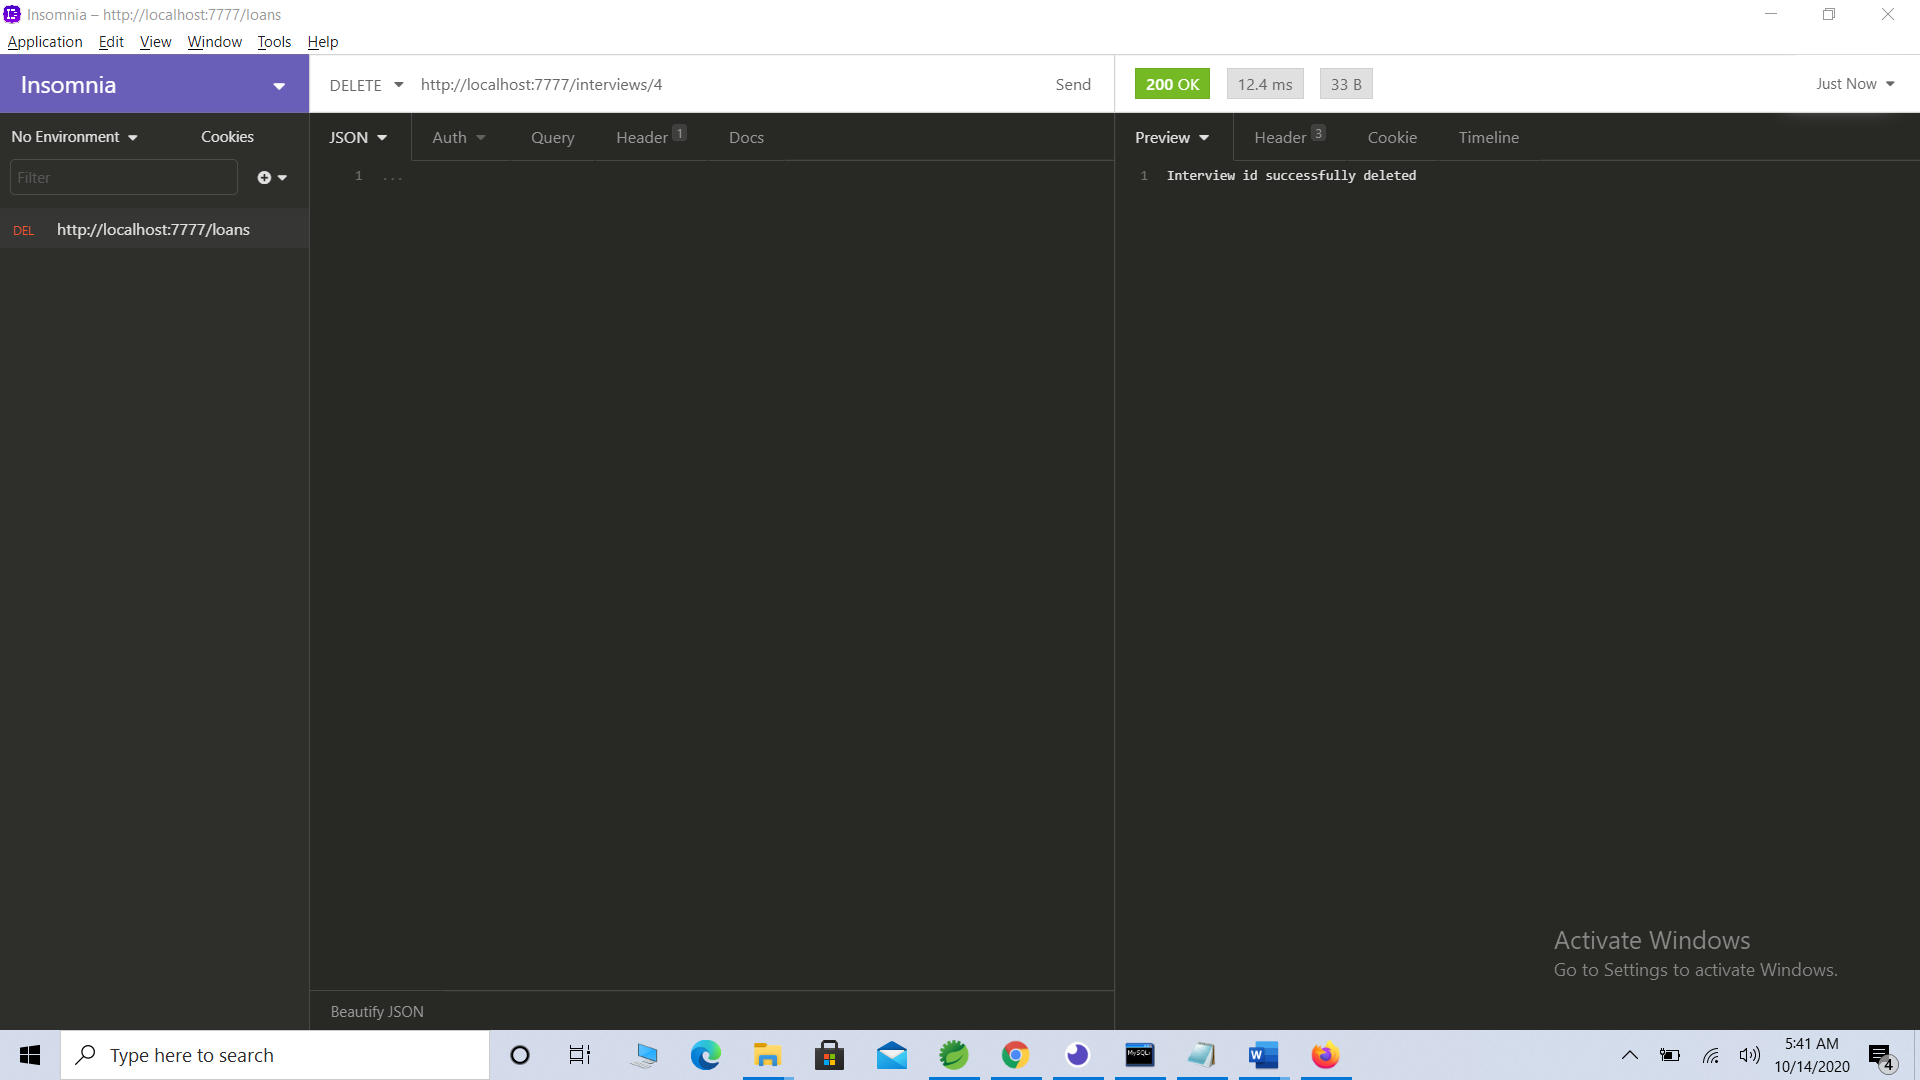 Insomnia – http://localhost:7777/loans
Application Edit View Window Tools Help
Insomnia
DELETE http://localhost:7777/interviews/4 Send
200 OK 12.4 ms 33 B Just Now
No Environment Cookies
JSON Auth Query Header 1 Docs
Preview Header 3 Cookie Timeline
Filter
1 ...
1 Interview id successfully deleted
DEL http://localhost:7777/loans
Activate Windows
Go to Settings to activate Windows.
Beautify JSON
Type here to search
MySQL
W
5:41 AM
10/14/2020
4